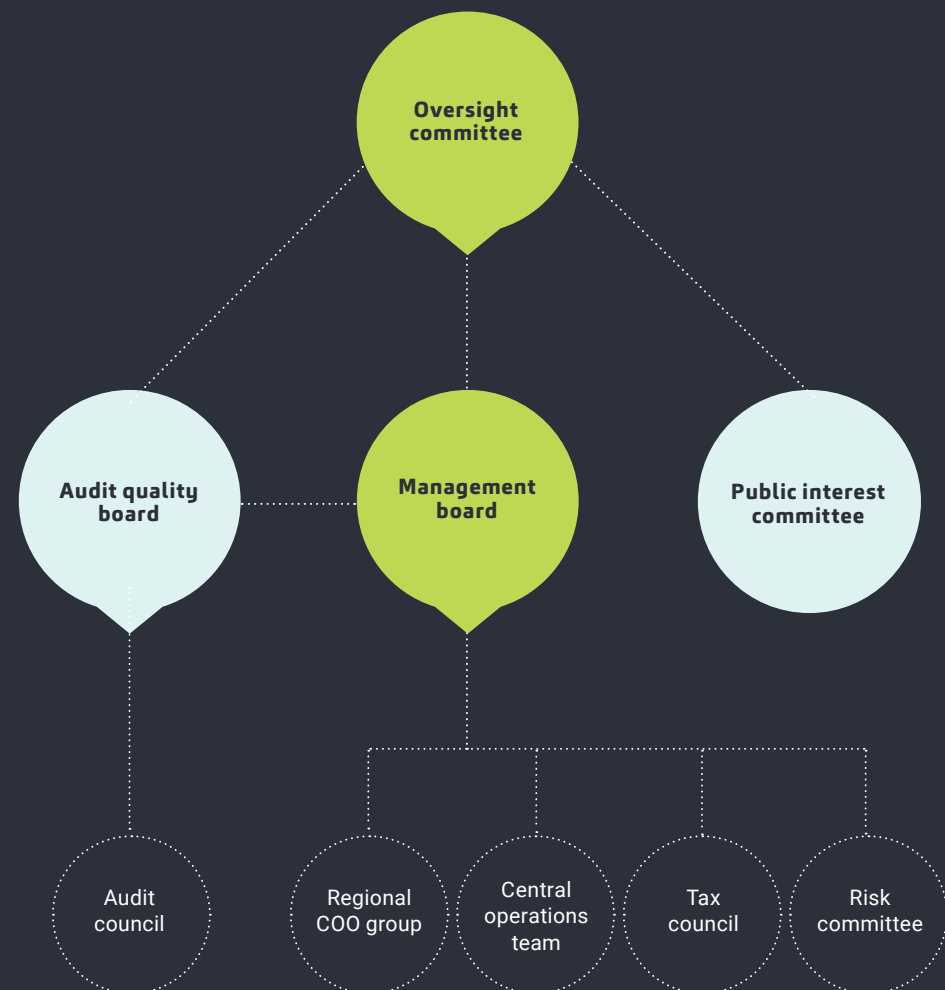 Oversight
committee
Audit quality
board
Management
board
Public interest
committee
Audit
council
Regional
COO group
Central
operations
team
Tax
council
Risk
committee